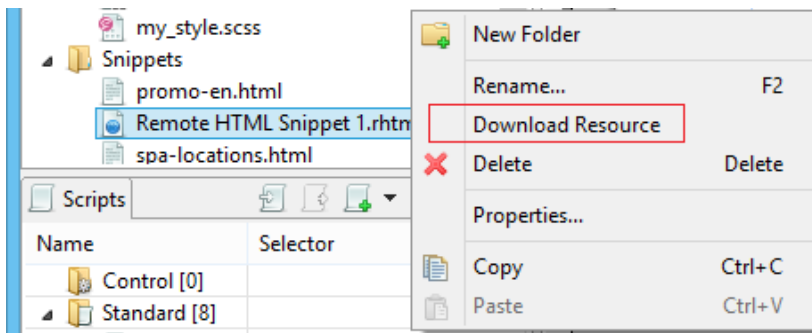 my_style.scss
Snippets
promo-en.html
Remote HTML Snippet 1.rhtm
spa-locations.html
Scripts
Name Selector
Control [0]
Standard [8]
New Folder
Rename... F2
Download Resource
Delete Delete
Properties...
Copy Ctrl+C
Paste Ctrl+V